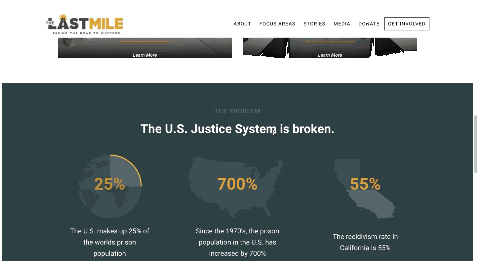 THE LAST MILE
PAVING THE ROAD TO SUCCESS
ABOUT FOCUS AREAS STORIES MEDIA DONATE GET INVOLVED
Learn More Learn More
THE PROBLEM
The U.S. Justice System is broken.
25% 700% 55%
The U.S. makes up 25% of
the worlds prison
population
Since the 1970's, the prison
population in the U.S. has
increased by 700%
The recidivism rate in
California is 55%